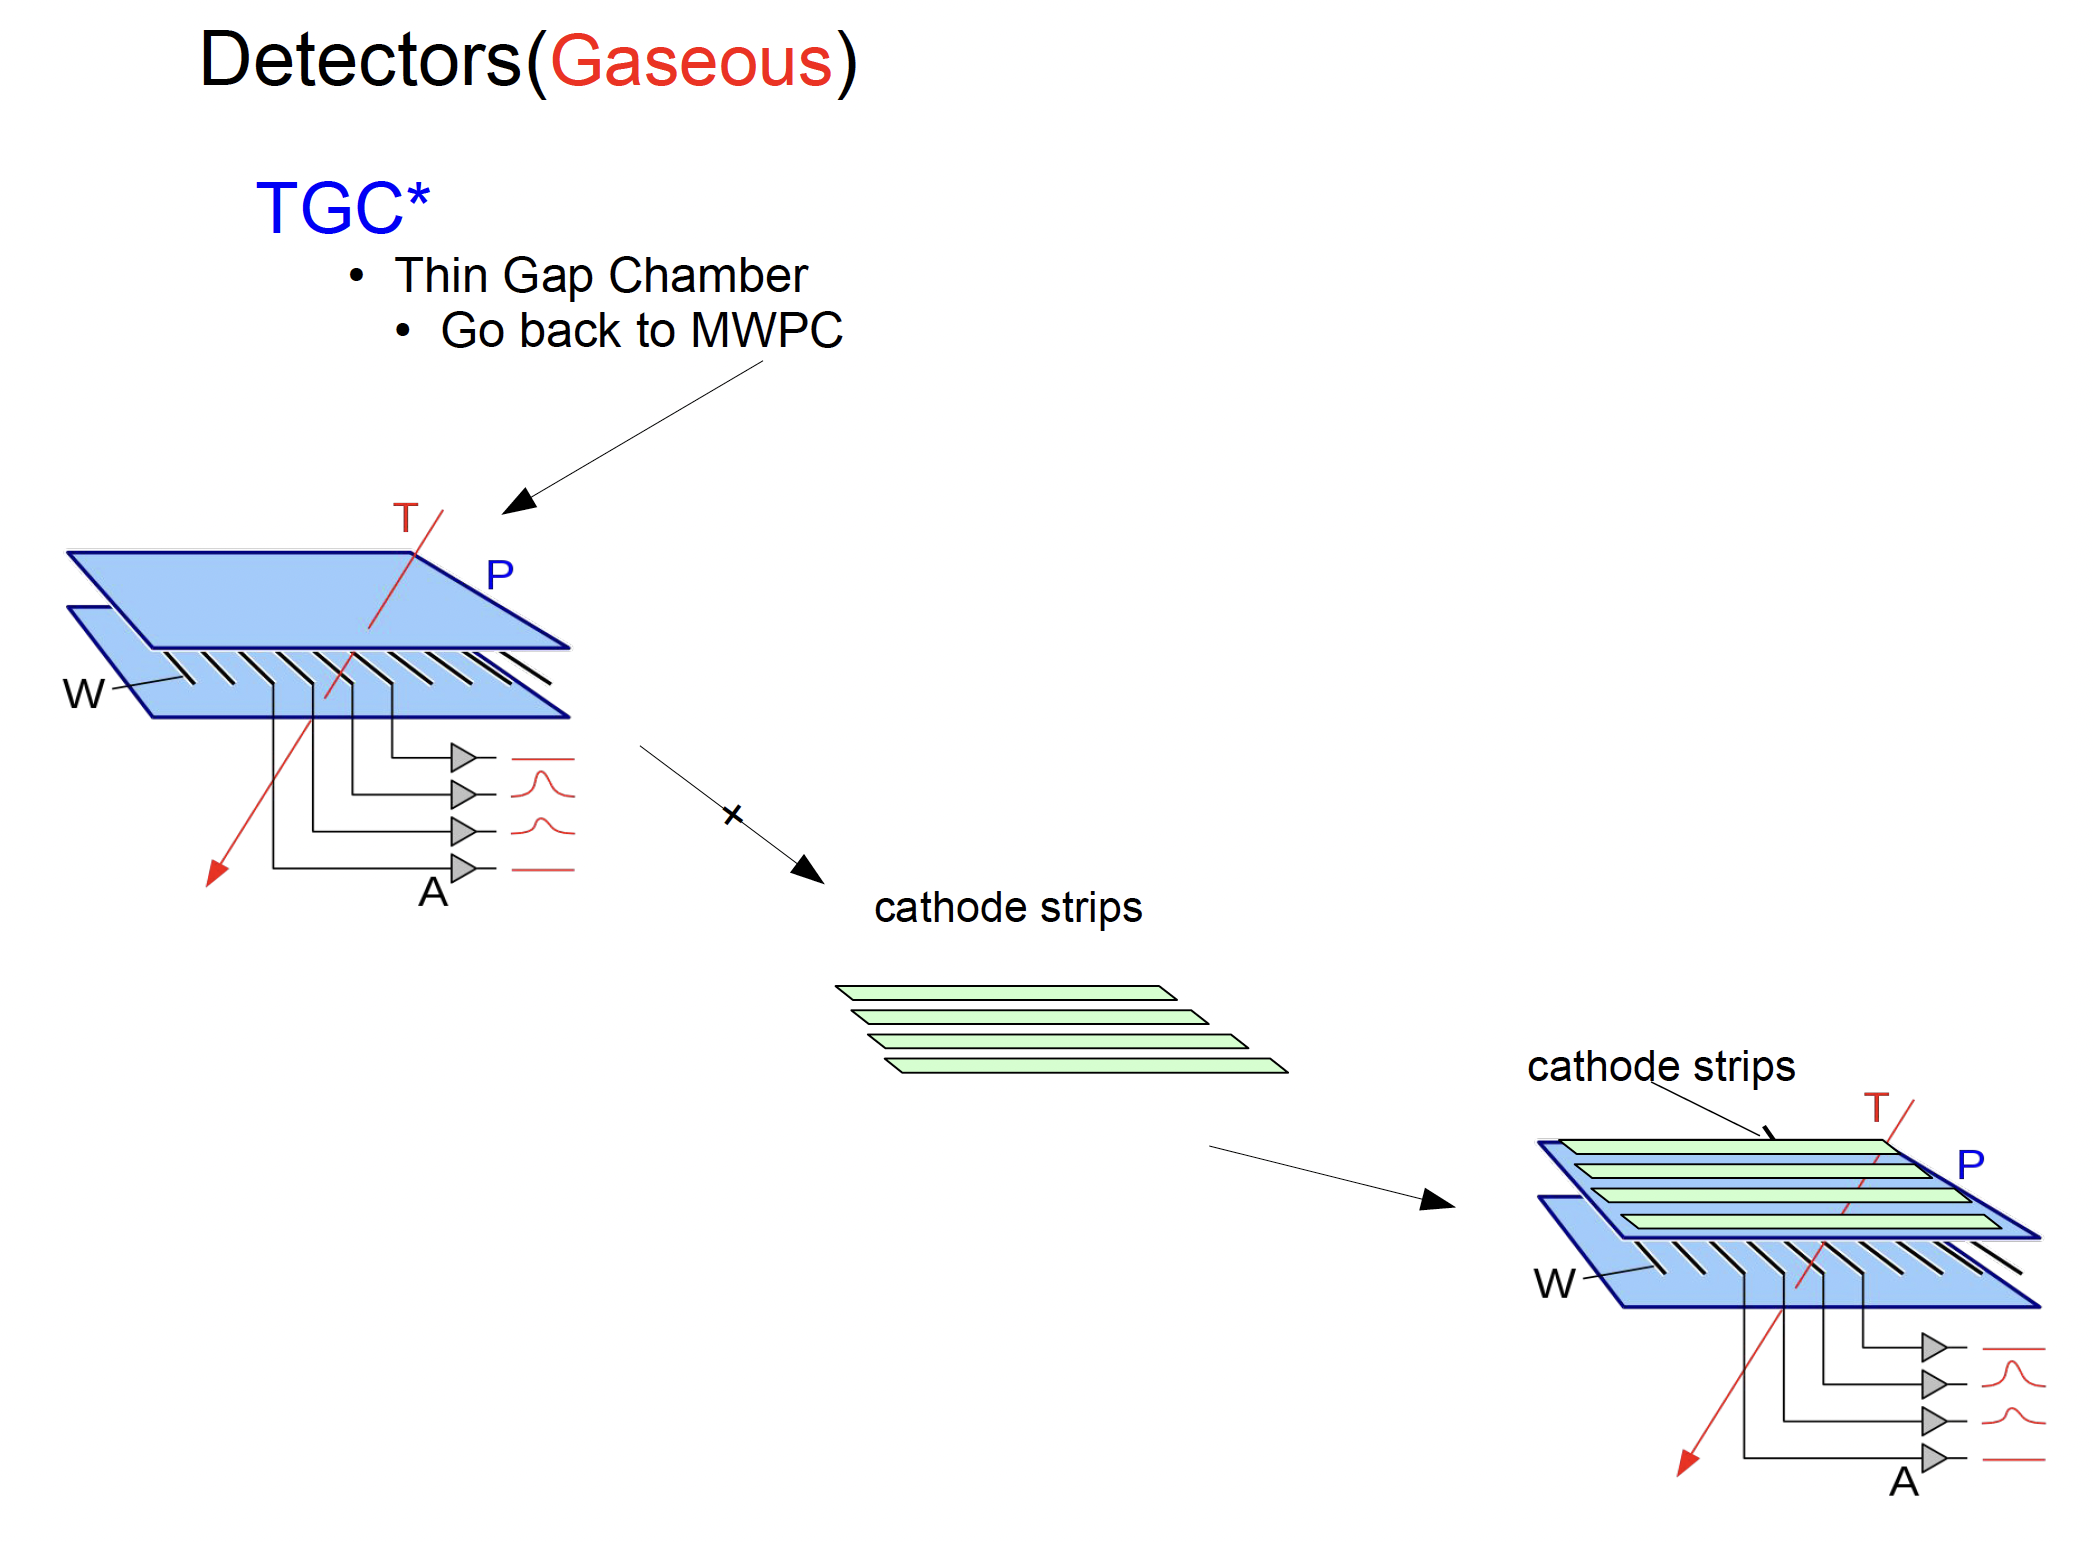 Detectors(Gaseous)
TGC*
• Thin Gap Chamber
• Go back to MWPC
T
P
W
A
cathode strips
cathode strips
T
P
W
A